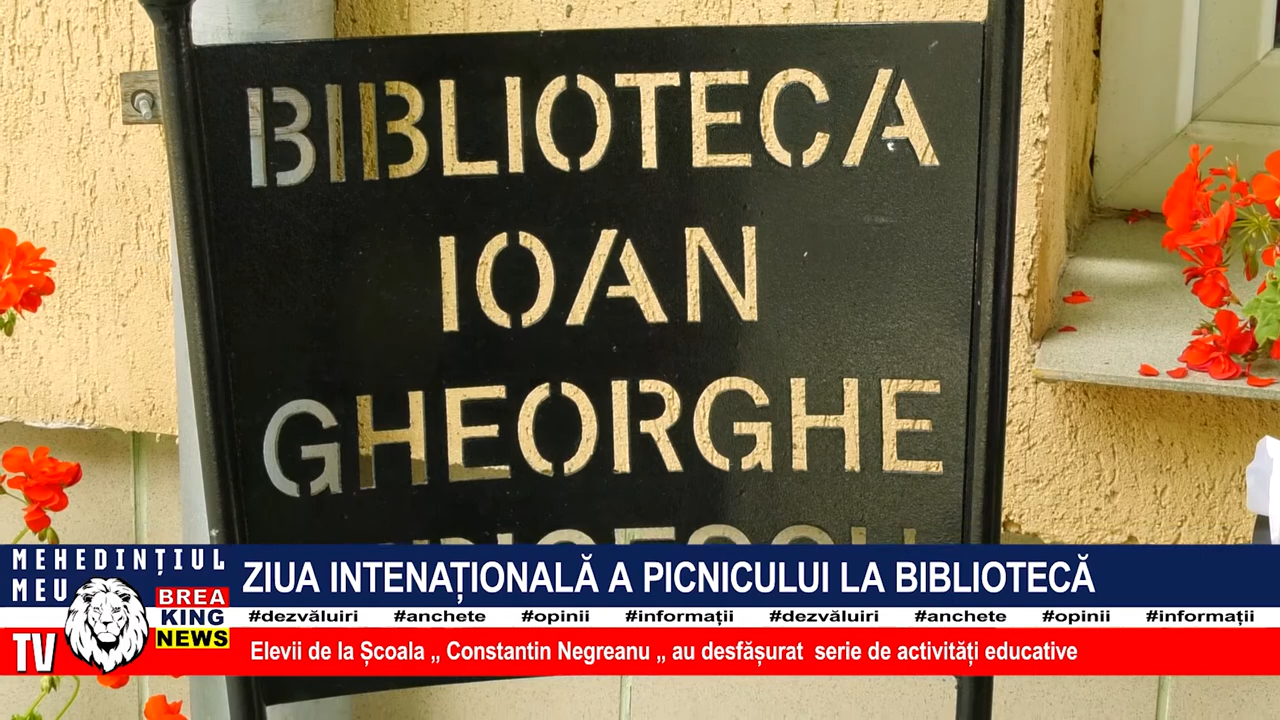 BIBLIOTECA
IOAN
GHEORGHE
MEHEDINȚIUL
MEU
TV
BREA
KING
NEWS
ZIUA INTENAȚIONALĂ A PICNICULUI LA BIBLIOTECĂ
#dezvăluiri #anchete #opinii #informații #dezvăluiri #anchete #opinii #informații
Elevii de la Școala „ Constantin Negreanu „ au desfășurat serie de activități educative